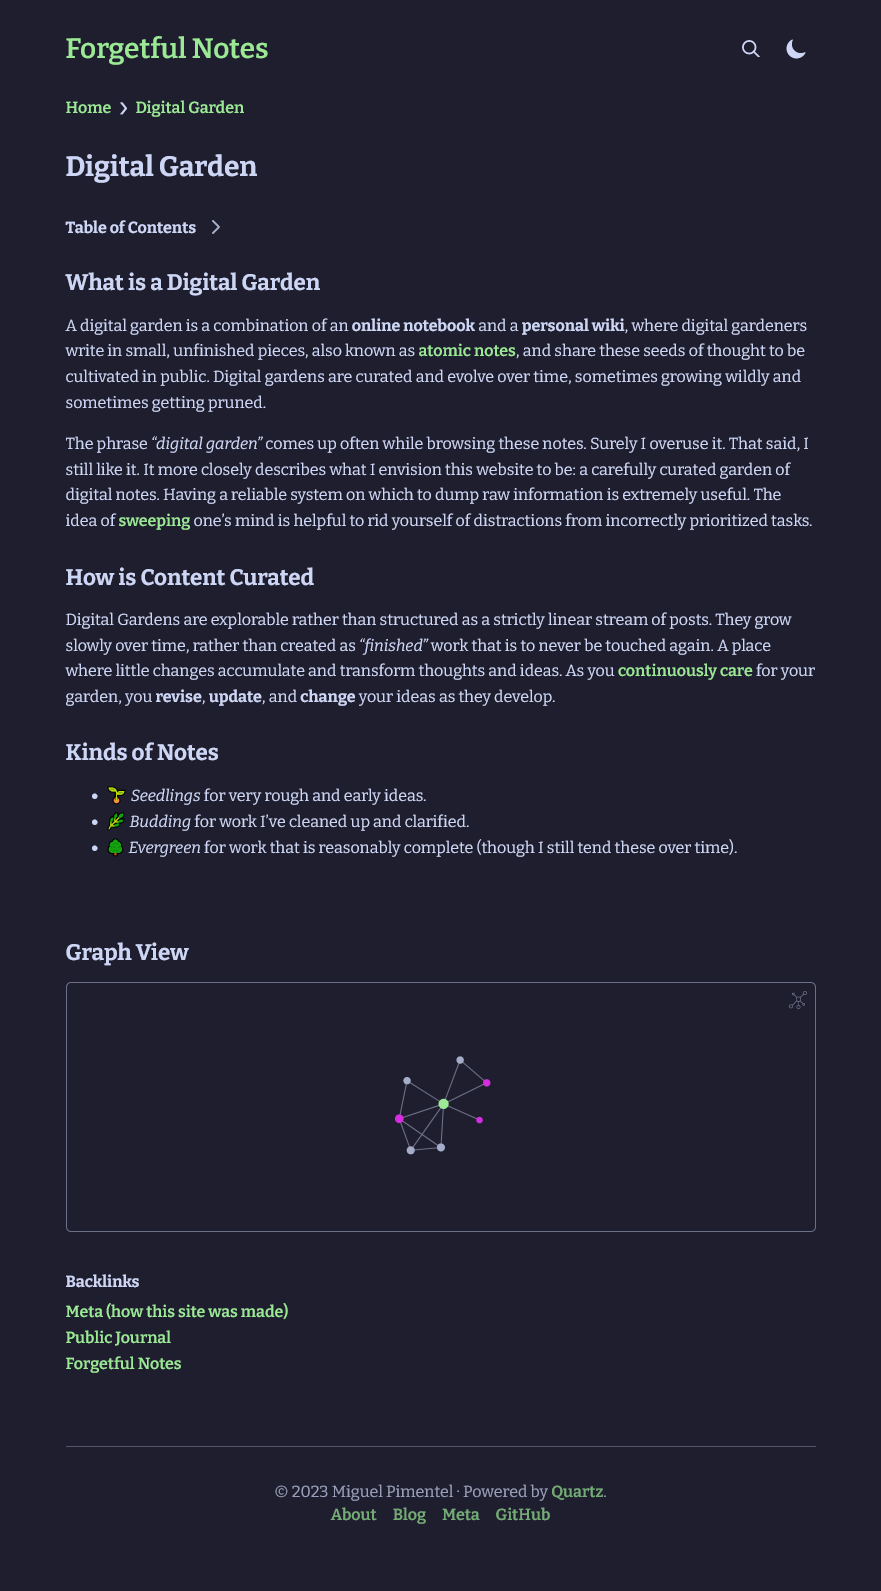 Forgetful Notes
Home ❯ Digital Garden
Digital Garden
Table of Contents
What is a Digital Garden
A digital garden is a combination of an online notebook and a personal wiki, where digital gardeners
write in small, unfinished pieces, also known as atomic notes, and share these seeds of thought to be
cultivated in public. Digital gardens are curated and evolve over time, sometimes growing wildly and
sometimes getting pruned.
The phrase “digital garden” comes up often while browsing these notes. Surely I overuse it. That said, I
still like it. It more closely describes what I envision this website to be: a carefully curated garden of
digital notes. Having a reliable system on which to dump raw information is extremely useful. The
idea of sweeping one’s mind is helpful to rid yourself of distractions from incorrectly prioritized tasks.
How is Content Curated
Digital Gardens are explorable rather than structured as a strictly linear stream of posts. They grow
slowly over time, rather than created as “finished” work that is to never be touched again. A place
where little changes accumulate and transform thoughts and ideas. As you continuously care for your
garden, you revise, update, and change your ideas as they develop.
Kinds of Notes
• 🌱 Seedlings for very rough and early ideas.
• 🌿 Budding for work I’ve cleaned up and clarified.
• 🌳 Evergreen for work that is reasonably complete (though I still tend these over time).
Graph View
Backlinks
Meta (how this site was made)
Public Journal
Forgetful Notes
© 2023 Miguel Pimentel · Powered by Quartz.
About Blog Meta GitHub